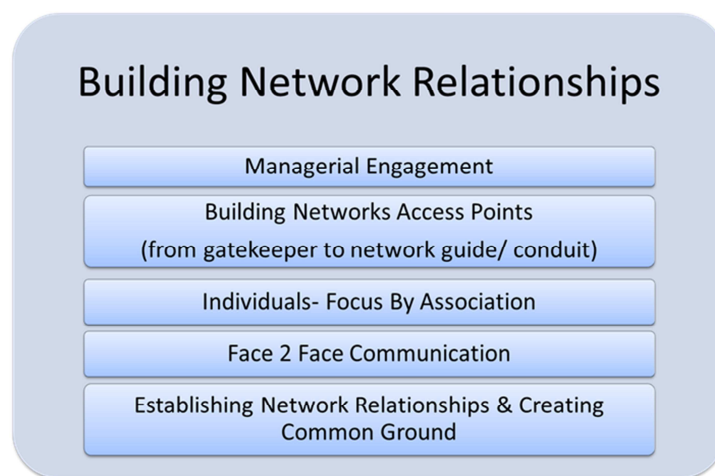 Building Network Relationships
Managerial Engagement
Building Networks Access Points
(from gatekeeper to network guide/ conduit)
Individuals- Focus By Association
Face 2 Face Communication
Establishing Network Relationships & Creating
Common Ground